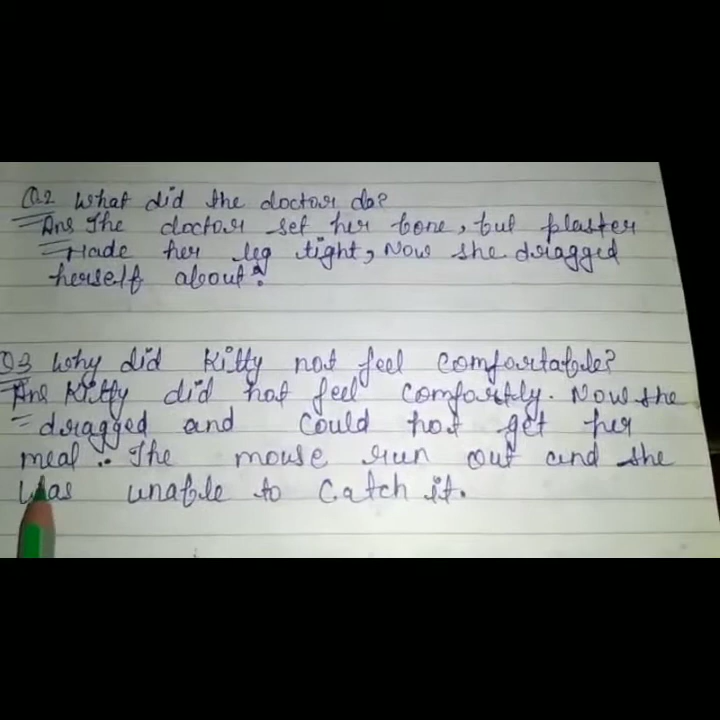 Q.2 What did the doctor do?
Ans The doctor set her bone, but plaster
Made her leg tight, Now she dragged
herself about?
Q3 Why did Kitty not feel comfortable?
Ans Kitty did not feel comfortly. Now she
dragged and could not get her
meal. The mouse run out and she
was unable to catch it.